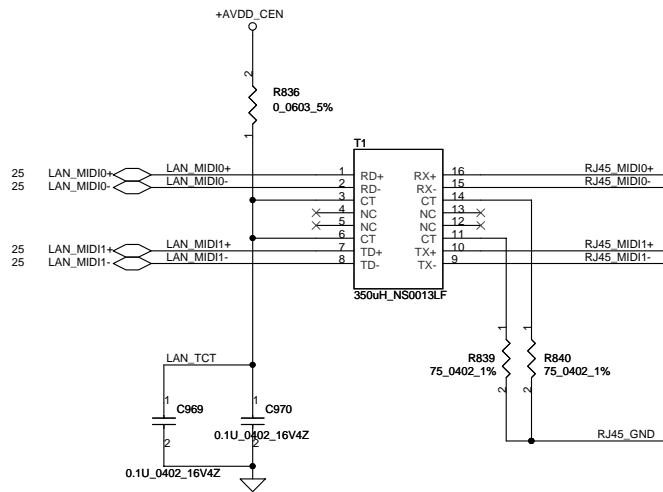 +AVDD_CEN
2
R836
0_0603_5%
1
T1
25 LAN_MIDI0+ LAN_MIDI0+ 1 RD+ RX+ 16 RJ45_MIDI0+
25 LAN_MIDI0- LAN_MIDI0- 2 RD- RX- 15 RJ45_MIDI0-
3 CT CT 14
4 NC NC 13
5 NC NC 12
6 CT CT 11
25 LAN_MIDI1+ LAN_MIDI1+ 7 TD+ TX+ 10 RJ45_MIDI1+
25 LAN_MIDI1- LAN_MIDI1- 8 TD- TX- 9 RJ45_MIDI1-
350uH_NS0013LF
1 1
R839 R840
75_0402_1% 75_0402_1%
2 2
LAN_TCT
1 1
C969 C970
0.1U_0402_16V4Z
2 2
0.1U_0402_16V4Z
RJ45_GND